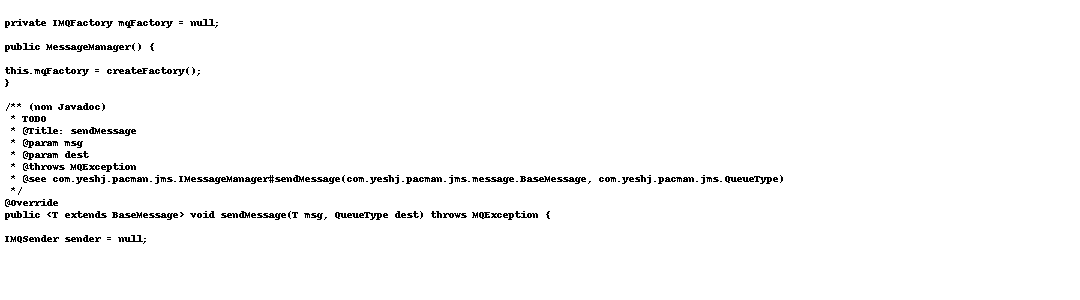 private IMQFactory mqFactory = null;
public MessageManager() {
this.mqFactory = createFactory();
}
/** (non Javadoc)
* TODO
* @Title: sendMessage
* @param msg
* @param dest
* @throws MQException
* @see com.yeshj.pacman.jms.IMessageManager#sendMessage(com.yeshj.pacman.jms.message.BaseMessage, com.yeshj.pacman.jms.QueueType)
*/
@Override
public <T extends BaseMessage> void sendMessage(T msg, QueueType dest) throws MQException {
IMQSender sender = null;